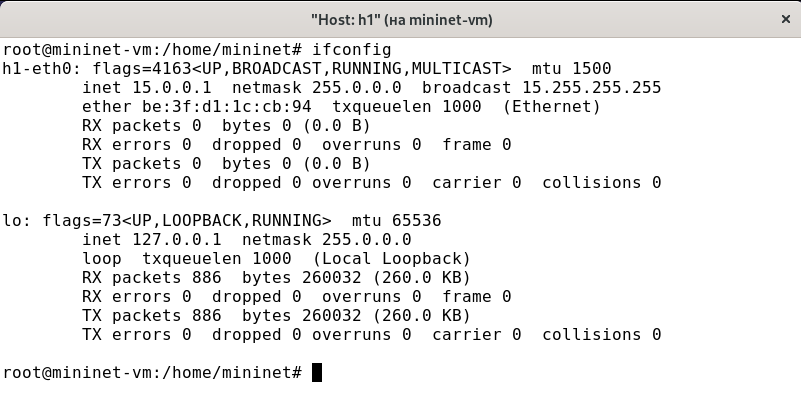 "Host: h1" (на mininet-vm)
×
root@mininet-vm:/home/mininet# ifconfig
h1-eth0: flags=4163<UP,BROADCAST,RUNNING,MULTICAST>  mtu 1500
        inet 15.0.0.1  netmask 255.0.0.0  broadcast 15.255.255.255
        ether be:3f:d1:1c:cb:94  txqueuelen 1000  (Ethernet)
        RX packets 0  bytes 0 (0.0 B)
        RX errors 0  dropped 0  overruns 0  frame 0
        TX packets 0  bytes 0 (0.0 B)
        TX errors 0  dropped 0 overruns 0  carrier 0  collisions 0
lo: flags=73<UP,LOOPBACK,RUNNING>  mtu 65536
        inet 127.0.0.1  netmask 255.0.0.0
        loop  txqueuelen 1000  (Local Loopback)
        RX packets 886  bytes 260032 (260.0 KB)
        RX errors 0  dropped 0  overruns 0  frame 0
        TX packets 886  bytes 260032 (260.0 KB)
        TX errors 0  dropped 0 overruns 0  carrier 0  collisions 0
root@mininet-vm:/home/mininet#